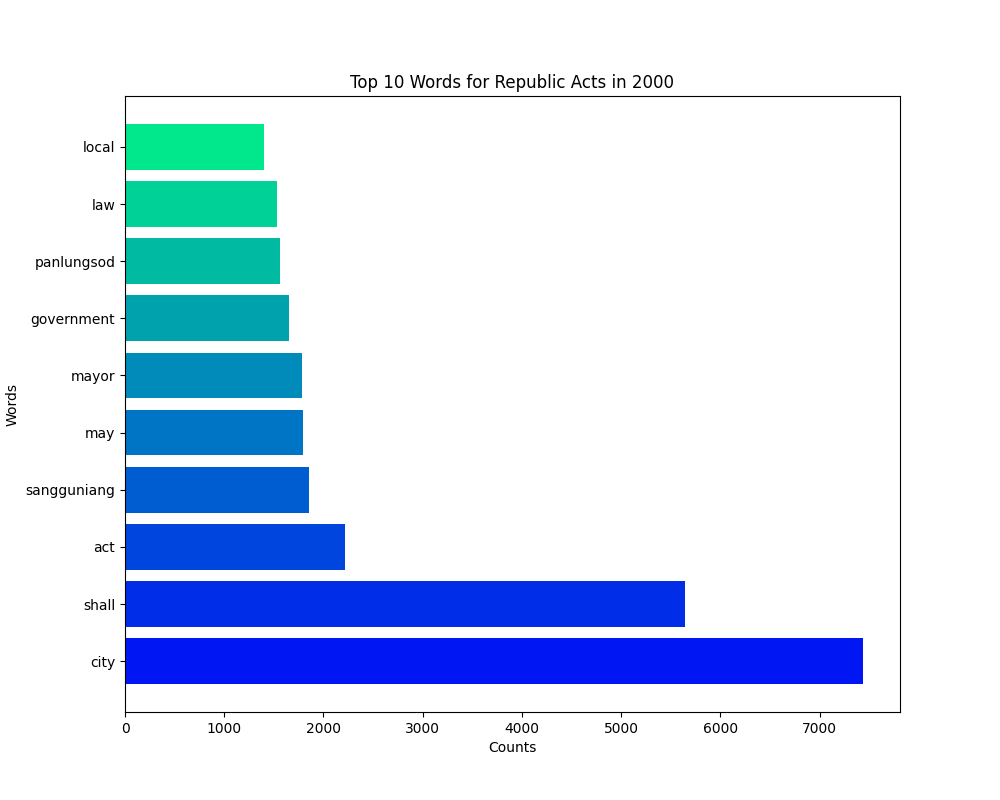 Top 10 Words for Republic Acts in 2000
local
law
panlungsod
government
mayor
may
sangguniang
act
shall
city
Words
0 1000 2000 3000 4000 5000 6000 7000
Counts